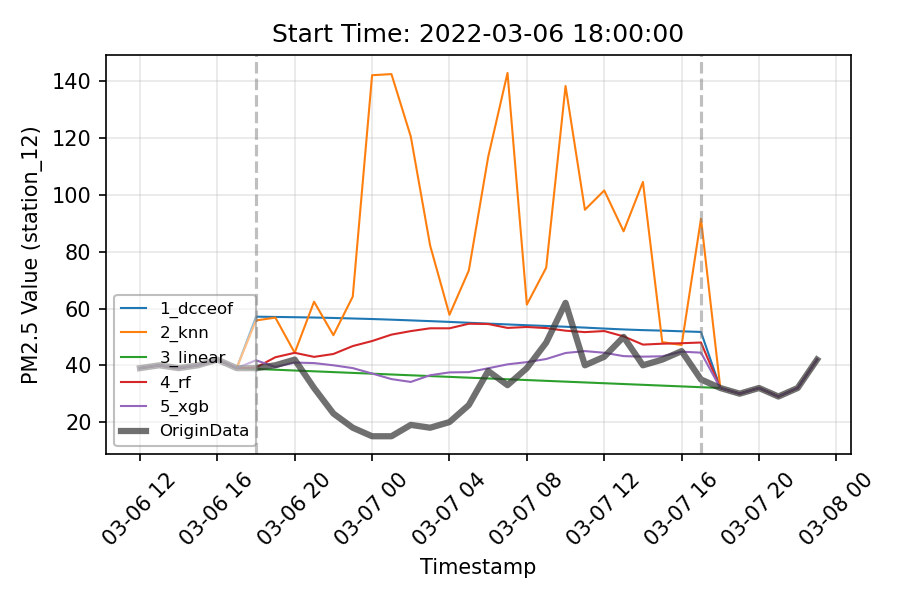 Start Time: 2022-03-06 18:00:00
PM2.5 Value (station_12)
140
120
100
80
60
40
20
1_dcceof
2_knn
3_linear
4_rf
5_xgb
OriginData
03-06 12
03-06 16
03-06 20
03-07 00
03-07 04
03-07 08
03-07 12
03-07 16
03-07 20
03-08 00
Timestamp